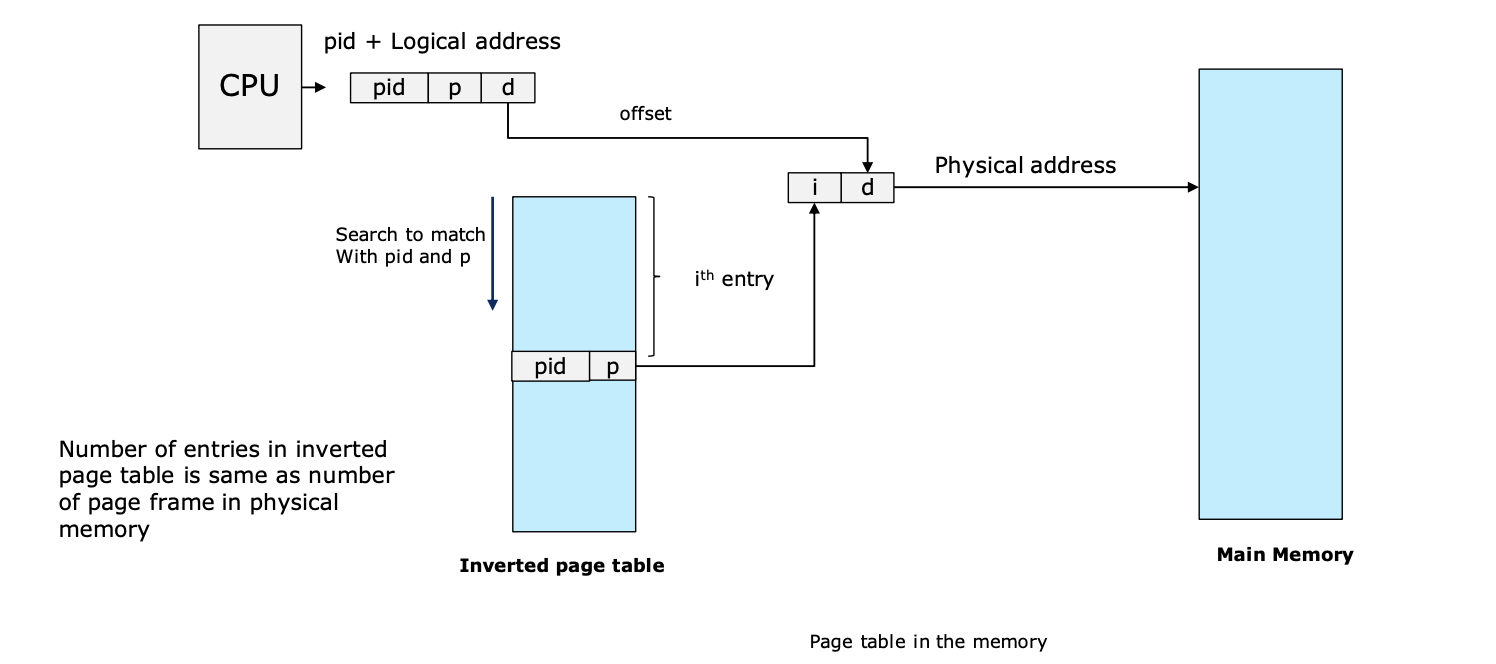 pid + Logical address
CPU
pid p d
offset
Physical address
i d
Search to match
With pid and p
iᵗʰ entry
pid p
Number of entries in inverted
page table is same as number
of page frame in physical
memory
Inverted page table
Main Memory
Page table in the memory